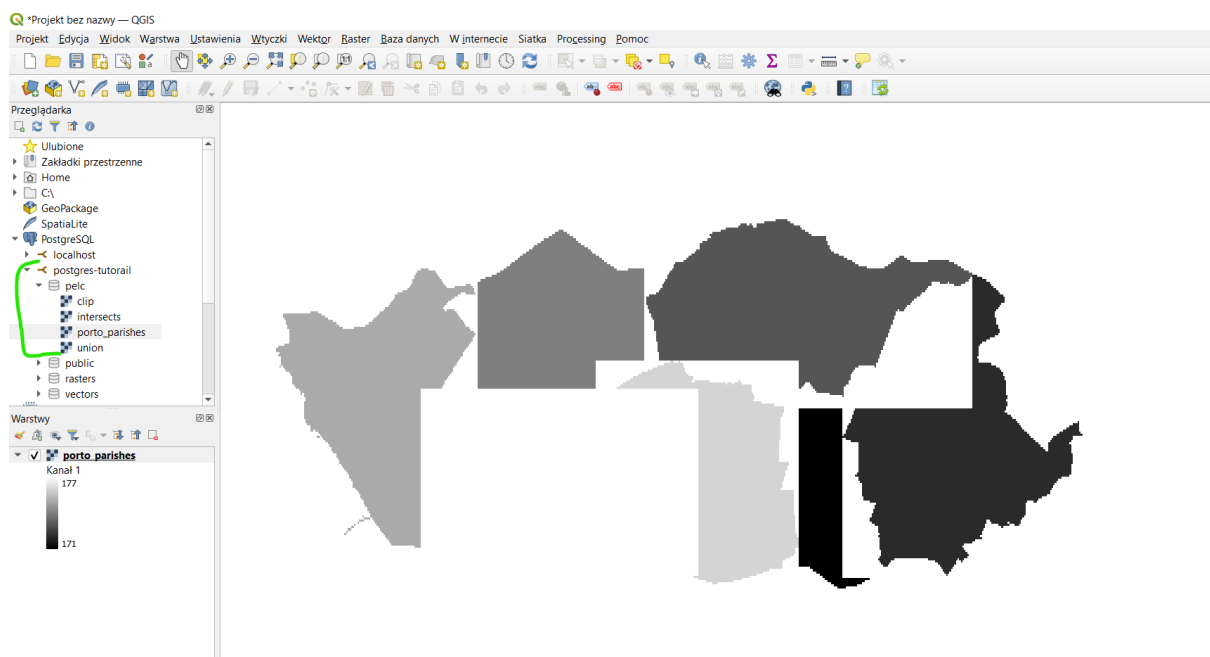 *Projekt bez nazwy — QGIS
Projekt Edycja Widok Warstwa Ustawienia Wtyczki Wektor Raster Baza danych W internecie Siatka Processing Pomoc
Przeglądarka
Ulubione
Zakładki przestrzenne
Home
C:\
GeoPackage
SpatiaLite
PostgreSQL
localhost
postgres-tutorail
pelc
clip
intersects
porto_parishes
union
public
rasters
vectors
Warstwy
porto_parishes
Kanał 1
177
171